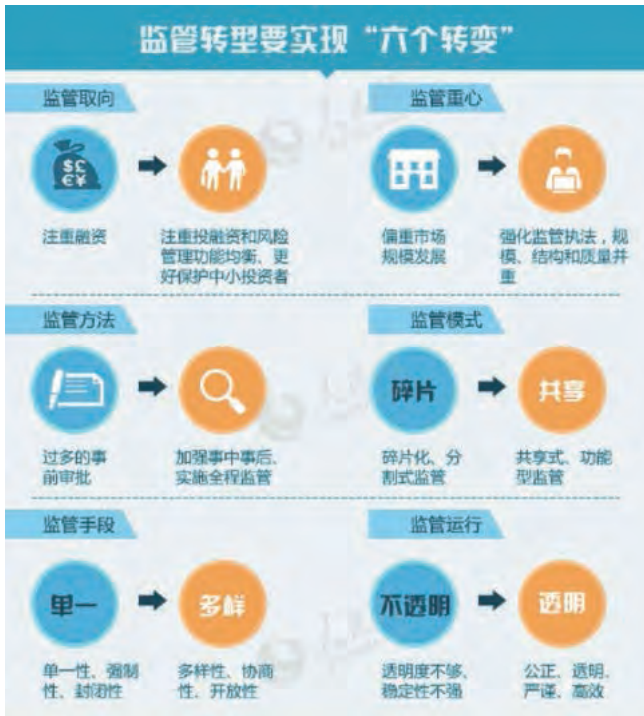 监管转型要实现“六个转变”
监管取向
$£
€¥
注重融资
注重投融资和风险
管理功能均衡、更
好保护中小投资者
监管重心
偏重市场
规模发展
强化监管执法，规
模、结构和质量并
重
监管方法
过多的事
前审批
加强事中事后、
实施全程监管
监管模式
碎片
共享
碎片化、分
割式监管
共享式、功能
型监管
监管手段
单一
多样
单一性、强制
性、封闭性
多样性、协商
性、开放性
监管运行
不透明
透明
透明度不够、
稳定性不强
公正、透明、
严谨、高效